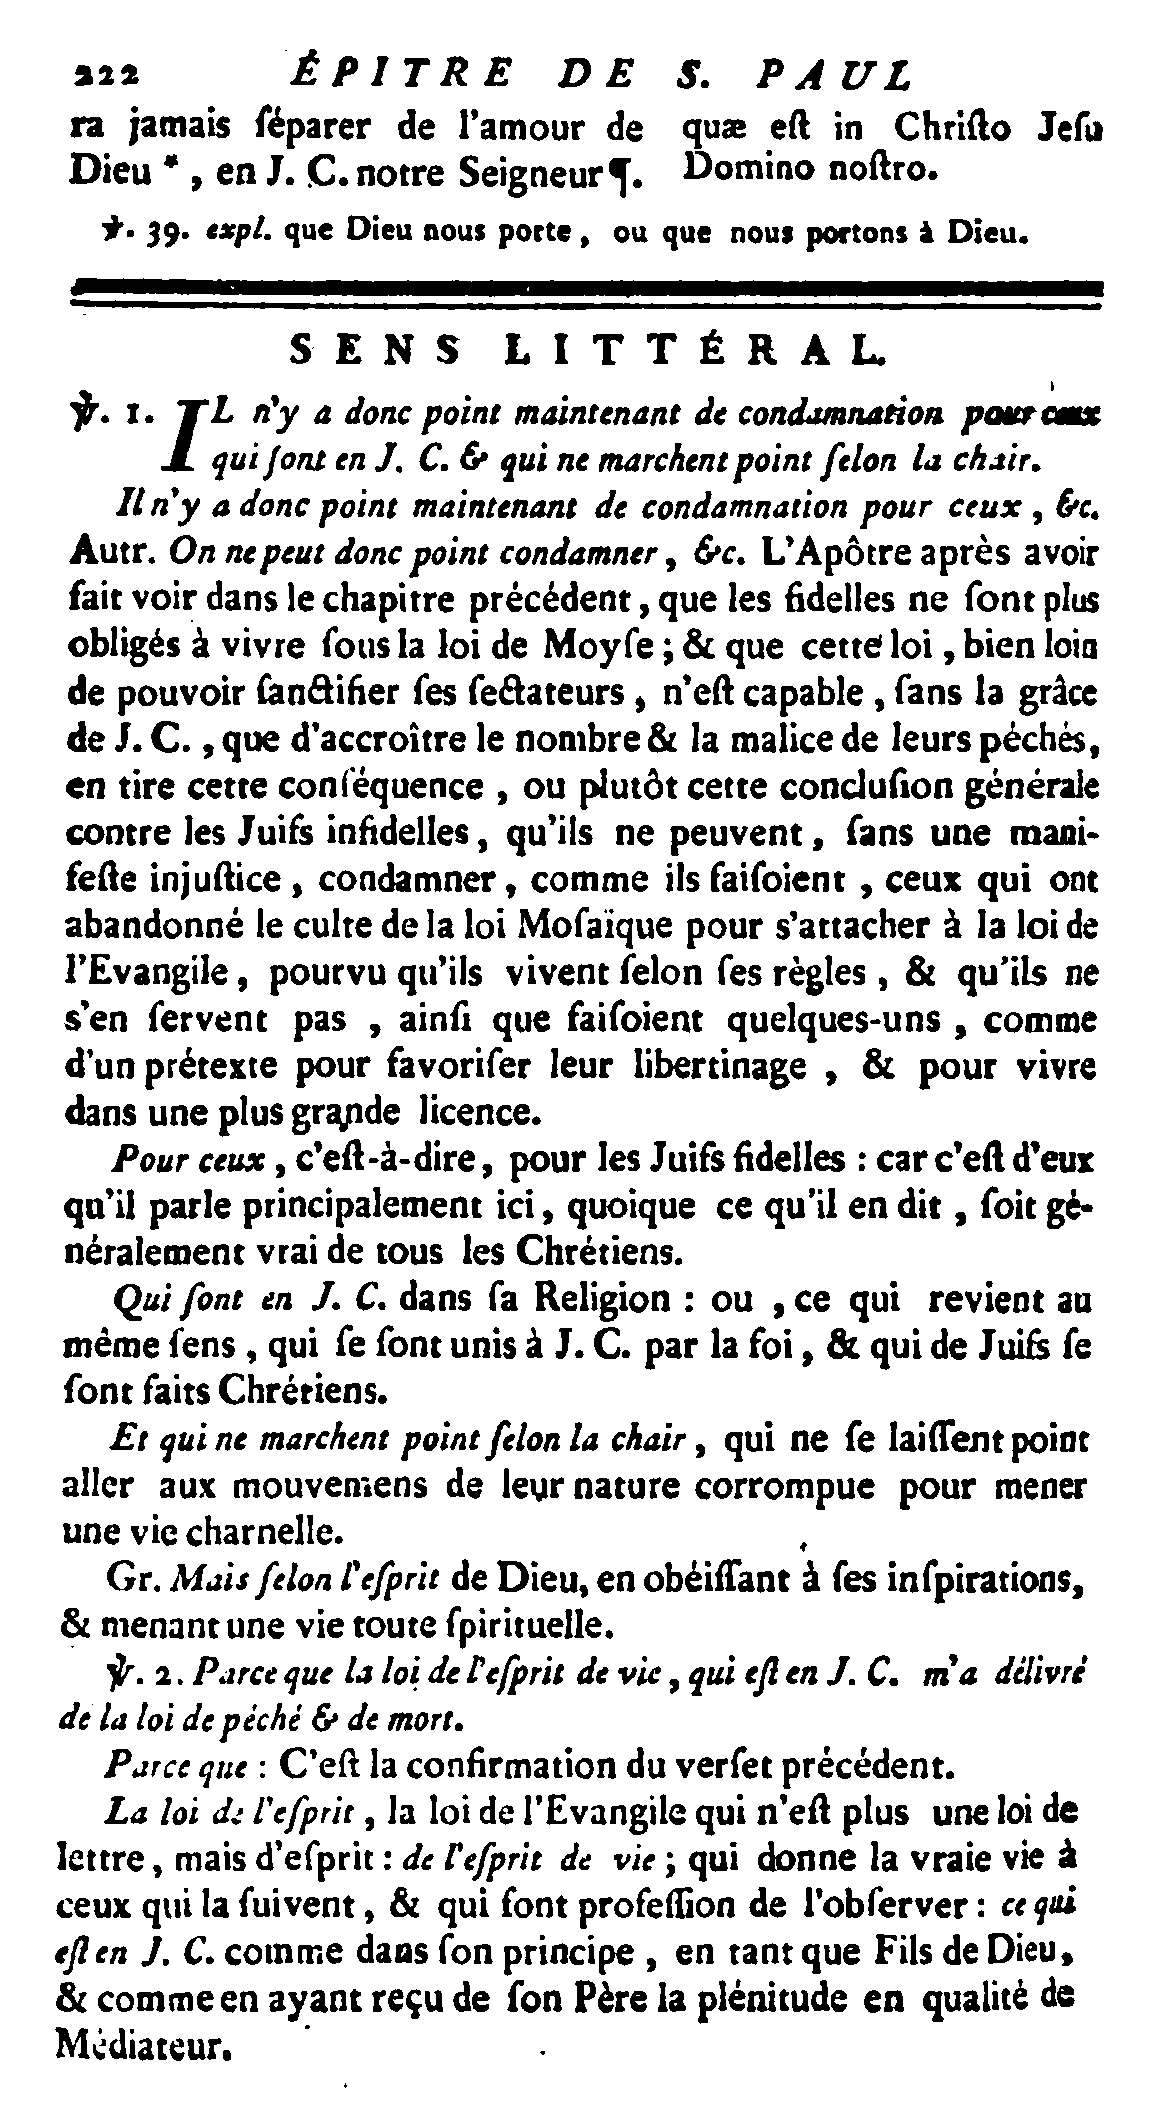 222 ÉPITRE DE S. PAUL
ra jamais ſéparer de l'amour de
Dieu *, en J. C. notre Seigneur¶.
quæ eſt in Chriſto Jeſu
Domino noſtro.
℣. 39. expl. que Dieu nous porte, ou que nous portons à Dieu.
SENS LITTÉRAL.
℣. 1. IL n'y a donc point maintenant de condamnation pour ceux
qui ſont en J. C. & qui ne marchent point ſelon la chair.
Il n'y a donc point maintenant de condamnation pour ceux, &c.
Autr. On ne peut donc point condamner, &c. L'Apôtre après avoir
fait voir dans le chapitre précédent, que les fidelles ne ſont plus
obligés à vivre ſous la loi de Moyſe; & que cette loi, bien loin
de pouvoir ſanctifier ſes ſectateurs, n'eſt capable, ſans la grâce
de J. C., que d'accroître le nombre & la malice de leurs péchés,
en tire cette conſéquence, ou plutôt cette concluſion générale
contre les Juifs infidelles, qu'ils ne peuvent, ſans une mani-
feſte injuſtice, condamner, comme ils faiſoient, ceux qui ont
abandonné le culte de la loi Moſaïque pour s'attacher à la loi de
l'Evangile, pourvu qu'ils vivent ſelon ſes règles, & qu'ils ne
s'en ſervent pas, ainſi que faiſoient quelques-uns, comme
d'un prétexte pour favoriſer leur libertinage, & pour vivre
dans une plus grande licence.
Pour ceux, c'eſt-à-dire, pour les Juifs fidelles : car c'eſt d'eux
qu'il parle principalement ici, quoique ce qu'il en dit, ſoit gé-
néralement vrai de tous les Chrétiens.
Qui ſont en J. C. dans ſa Religion : ou, ce qui revient au
même ſens, qui ſe ſont unis à J. C. par la foi, & qui de Juifs ſe
ſont faits Chrétiens.
Et qui ne marchent point ſelon la chair, qui ne ſe laiſſent point
aller aux mouvemens de leur nature corrompue pour mener
une vie charnelle.
Gr. Mais ſelon l'eſprit de Dieu, en obéiſſant à ſes inſpirations,
& menant une vie toute ſpirituelle.
℣. 2. Parce que la loi de l'eſprit de vie, qui eſt en J. C. m'a délivré
de la loi de péché & de mort.
Parce que : C'eſt la confirmation du verſet précédent.
La loi de l'eſprit, la loi de l'Evangile qui n'eſt plus une loi de
lettre, mais d'eſprit : de l'eſprit de vie; qui donne la vraie vie à
ceux qui la ſuivent, & qui font profeſſion de l'obſerver : ce qui
eſt en J. C. comme dans ſon principe, en tant que Fils de Dieu,
& comme en ayant reçu de ſon Père la plénitude en qualité de
Médiateur.